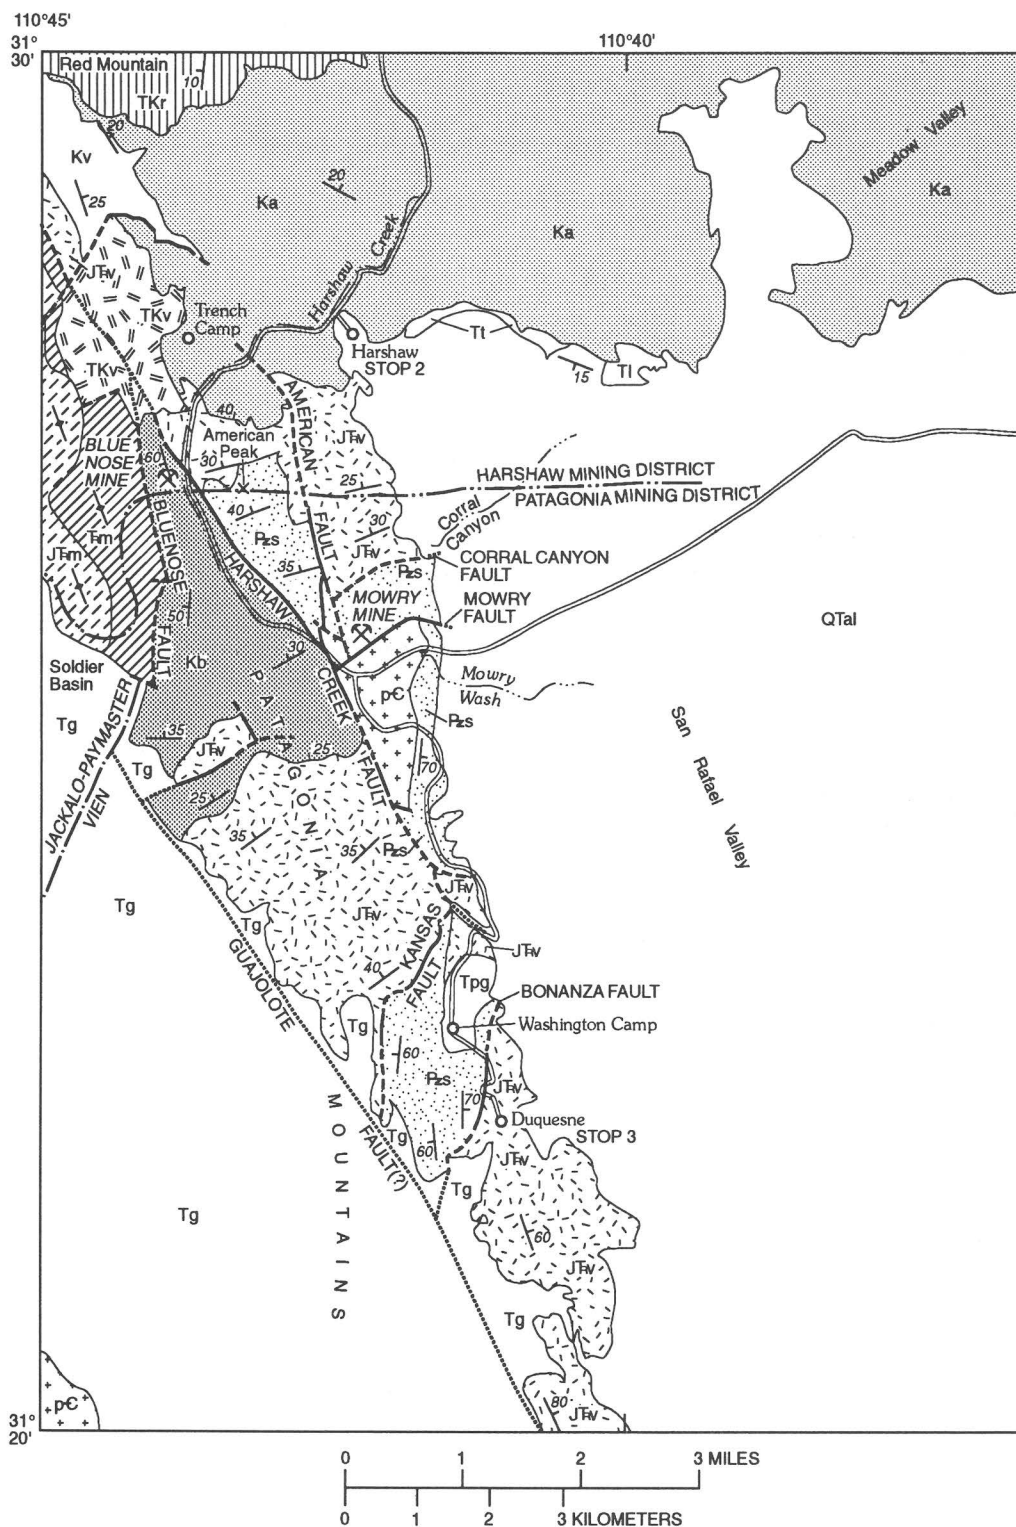 110°45'
31°
30'
110°40'
Red Mountain
10
TKr
20
Kv
25
20
Ka
Ka
Ka
Meadow Valley
Harshaw Creek
JTrv
TKv
Trench
Camp
Harshaw
STOP 2
Tt
15
Tl
TKv
40
AMERICAN FAULT
JTrv
American
Peak
BLUE
NOSE
MINE
60
30
25
HARSHAW MINING DISTRICT
PATAGONIA MINING DISTRICT
40
Corral
Canyon
30
Trm
JTrm
BLUENOSE FAULT
Pzs
HARSHAW CREEK FAULT
35
JTrv
Pzs
CORRAL CANYON
FAULT
MOWRY
MINE
MOWRY
FAULT
50
QTal
Soldier
Basin
Kb
30
Mowry
Wash
p€
Pzs
Tg
35
JTrv
25
70
San Rafael Valley
JACKALO-PAYMASTER
VIEN
Tg
25
PATAGONIA
35
35
Pzs
JTrv
Tg
Tg
JTrv
KANSAS
FAULT
JTrv
GUAJOLOTE
FAULT(?)
40
Tpg
BONANZA FAULT
Tg
Washington Camp
60
Pzs
JTrv
70
MOUNTAINS
Duquesne
STOP 3
Tg
60
JTrv
Tg
Tg
60
JTrv
Tg
p€
80
JTrv
31°
20'
0 1 2 3 MILES
0 1 2 3 KILOMETERS